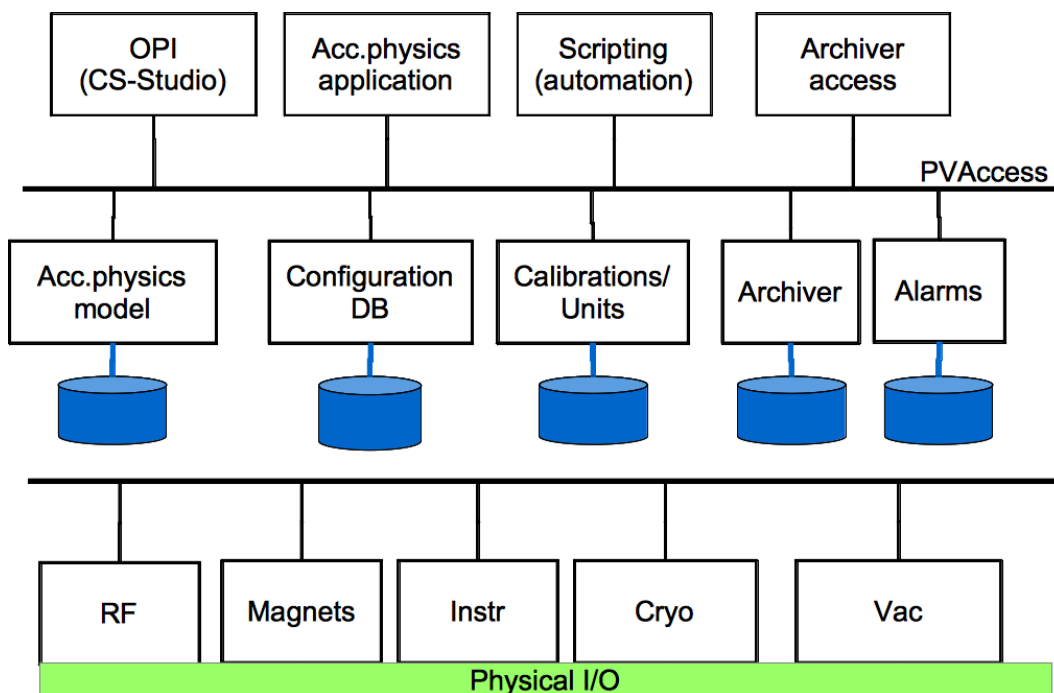 OPI
(CS-Studio)
Acc.physics
application
Scripting
(automation)
Archiver
access
PVAccess
Acc.physics
model
Configuration
DB
Calibrations/
Units
Archiver
Alarms
RF
Magnets
Instr
Cryo
Vac
Physical I/O